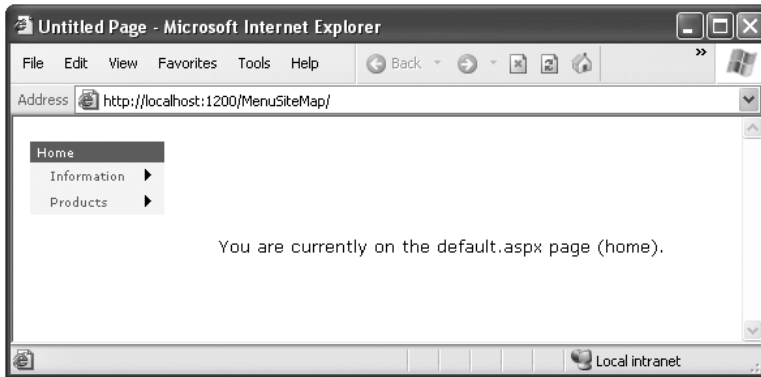 Untitled Page - Microsoft Internet Explorer
File Edit View Favorites Tools Help Back »
Address http://localhost:1200/MenuSiteMap/
Home
Information
Products
You are currently on the default.aspx page (home).
Local intranet